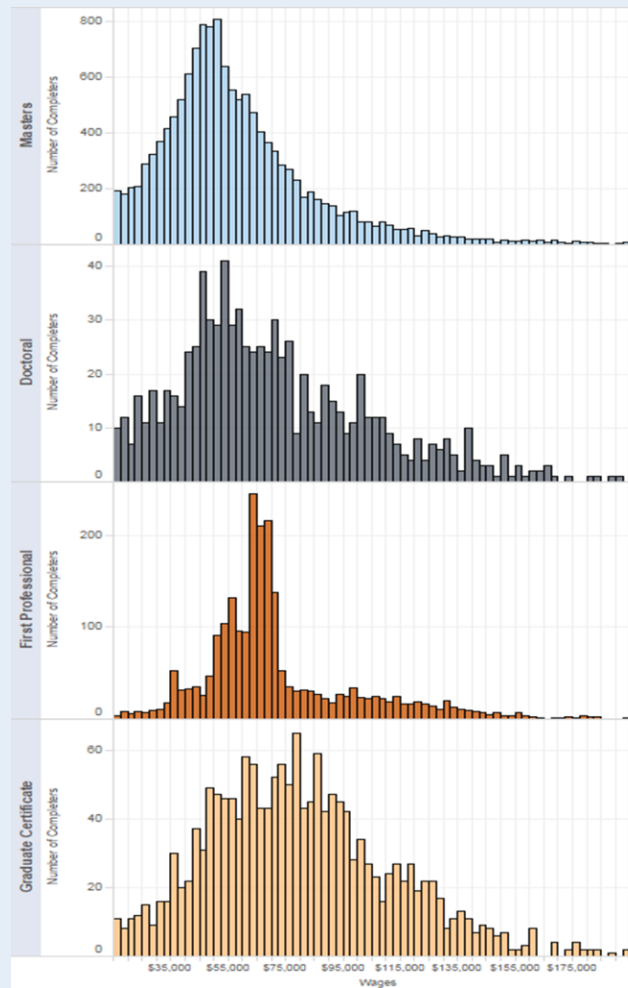 Masters
Number of Completers
800
600
400
200
0
Doctoral
Number of Completers
40
30
20
10
0
First Professional
Number of Completers
200
100
0
Graduate Certificate
Number of Completers
60
40
20
0
$35,000 $55,000 $75,000 $95,000 $115,000 $135,000 $155,000 $175,000
Wages